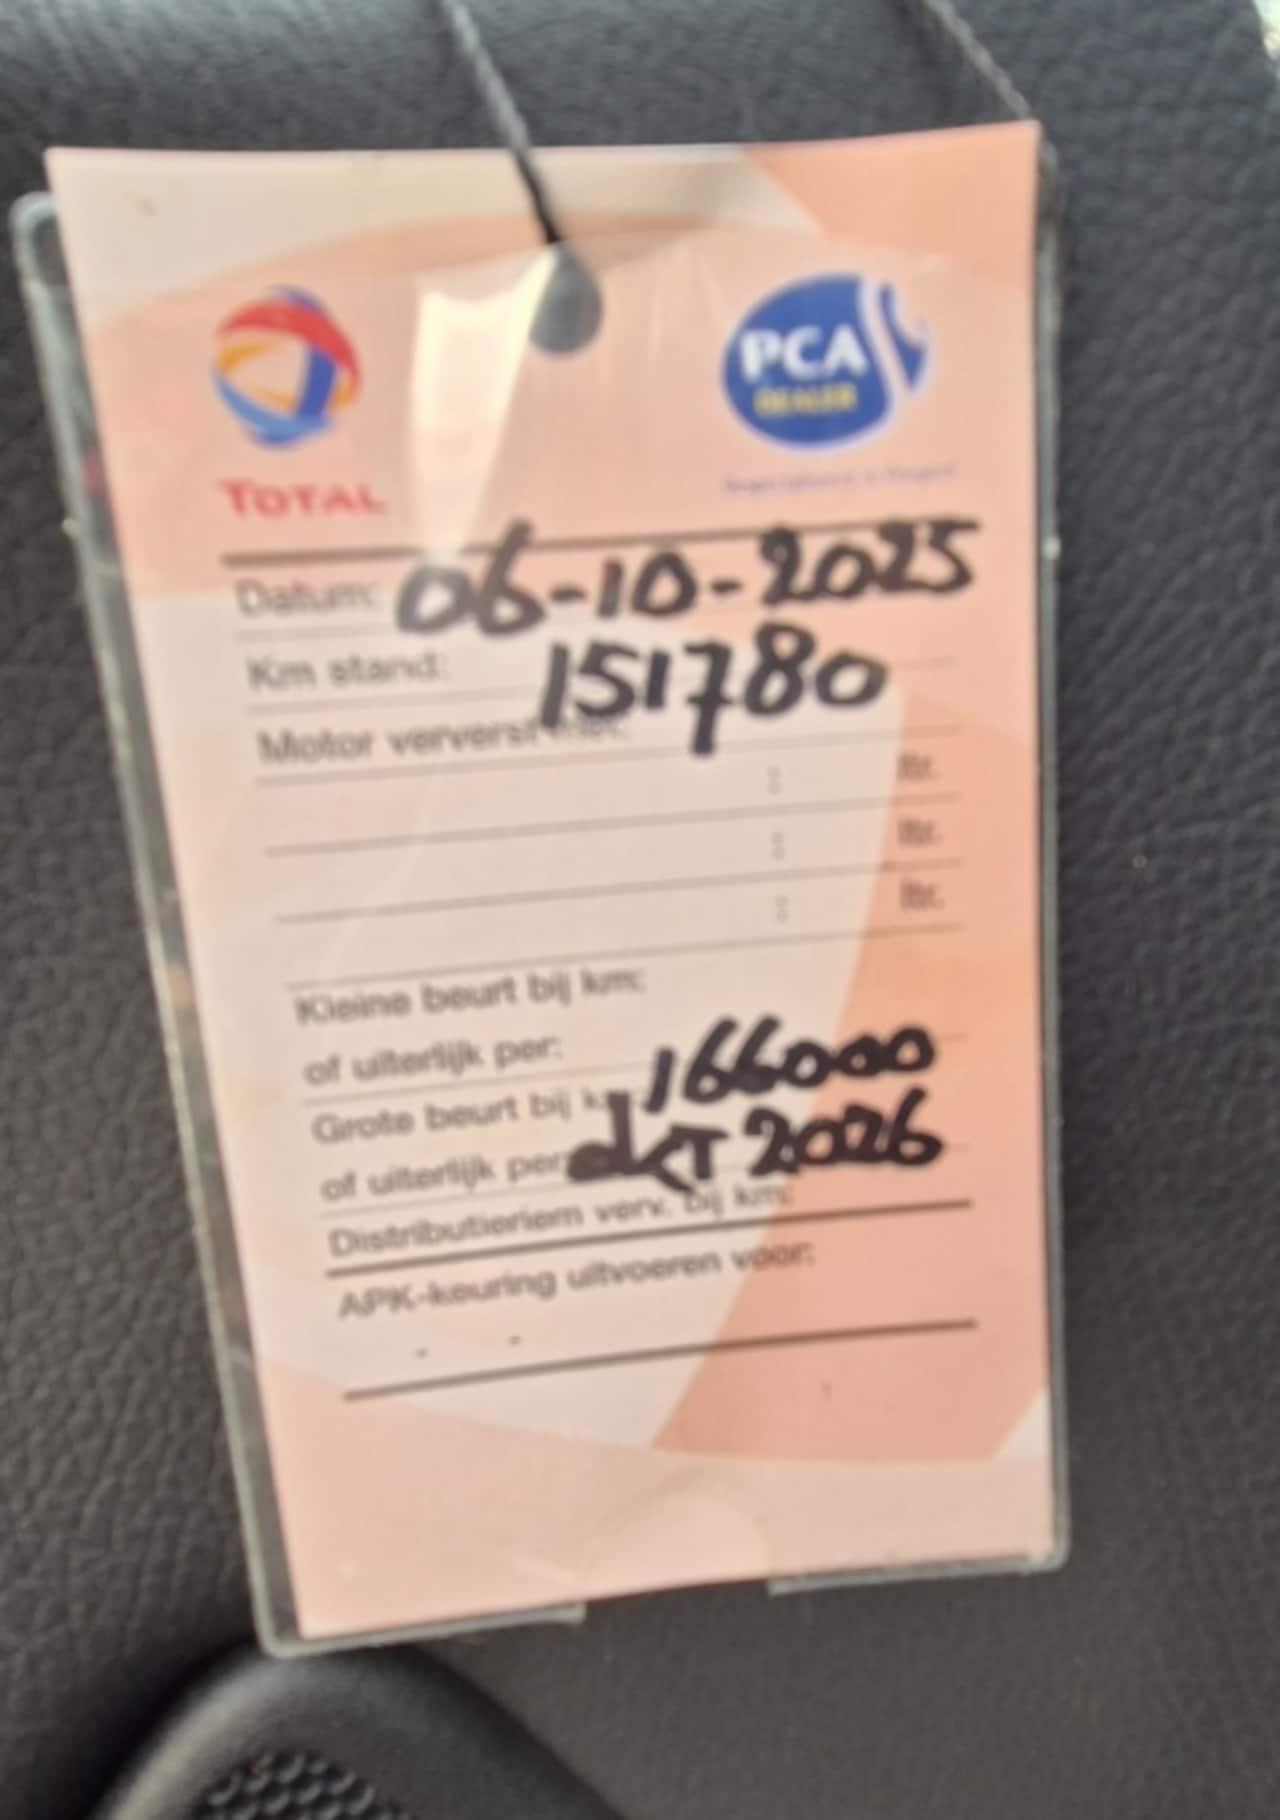 PCA
DEALER
TOTAL
Datum: 06-10-2025
Km stand: 151780
Motor ververst met:
: ltr.
: ltr.
: ltr.
Kleine beurt bij km:
of uiterlijk per:
Grote beurt bij k 166000
of uiterlijk per: okt 2026
Distributieriem verv. bij km:
APK-keuring uitvoeren voor:
- -